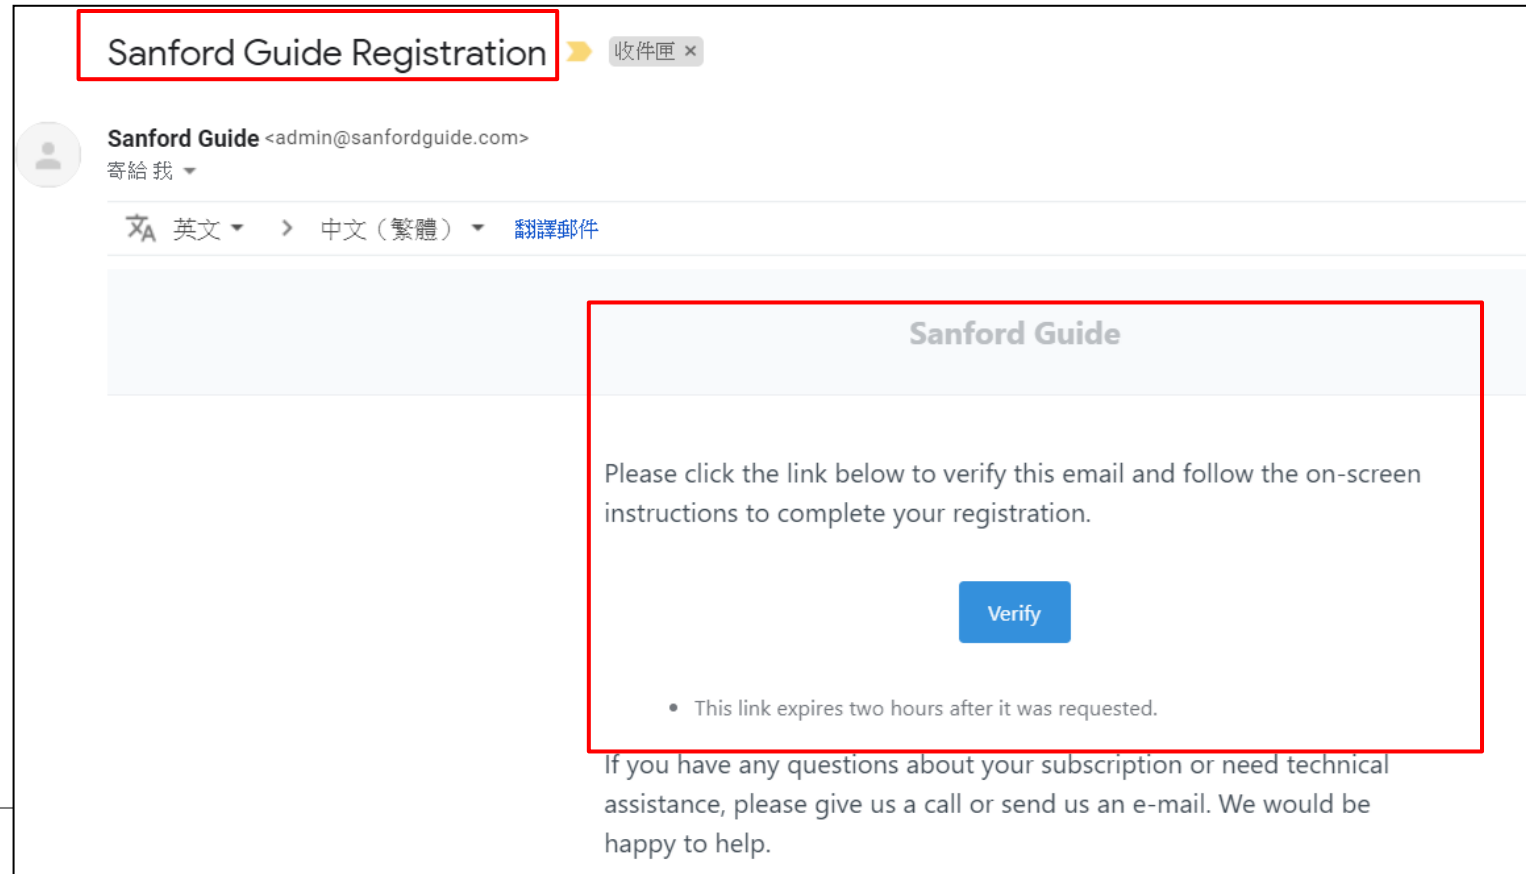 Sanford Guide Registration 收件匣 ×
Sanford Guide <admin@sanfordguide.com>
寄給 我
英文 > 中文（繁體） 翻譯郵件
Sanford Guide
Please click the link below to verify this email and follow the on-screen
instructions to complete your registration.
Verify
• This link expires two hours after it was requested.
If you have any questions about your subscription or need technical
assistance, please give us a call or send us an e-mail. We would be
happy to help.